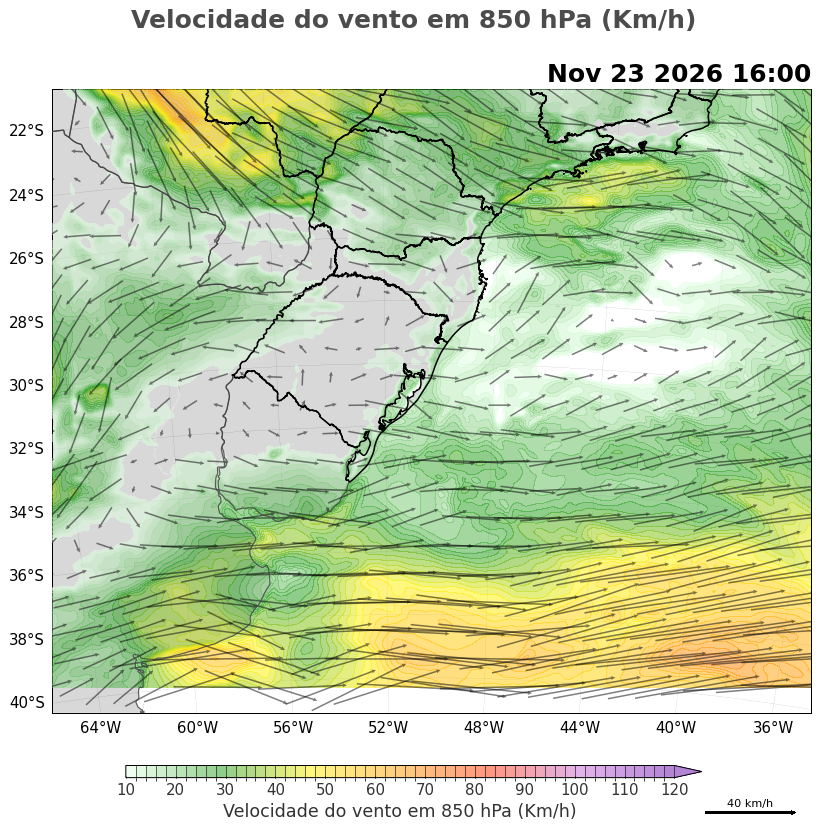 Velocidade do vento em 850 hPa (Km/h)
Nov 23 2026 16:00
22°S
24°S
26°S
28°S
30°S
32°S
34°S
36°S
38°S
40°S
64°W 60°W 56°W 52°W 48°W 44°W 40°W 36°W
10 20 30 40 50 60 70 80 90 100 110 120
Velocidade do vento em 850 hPa (Km/h)
40 km/h